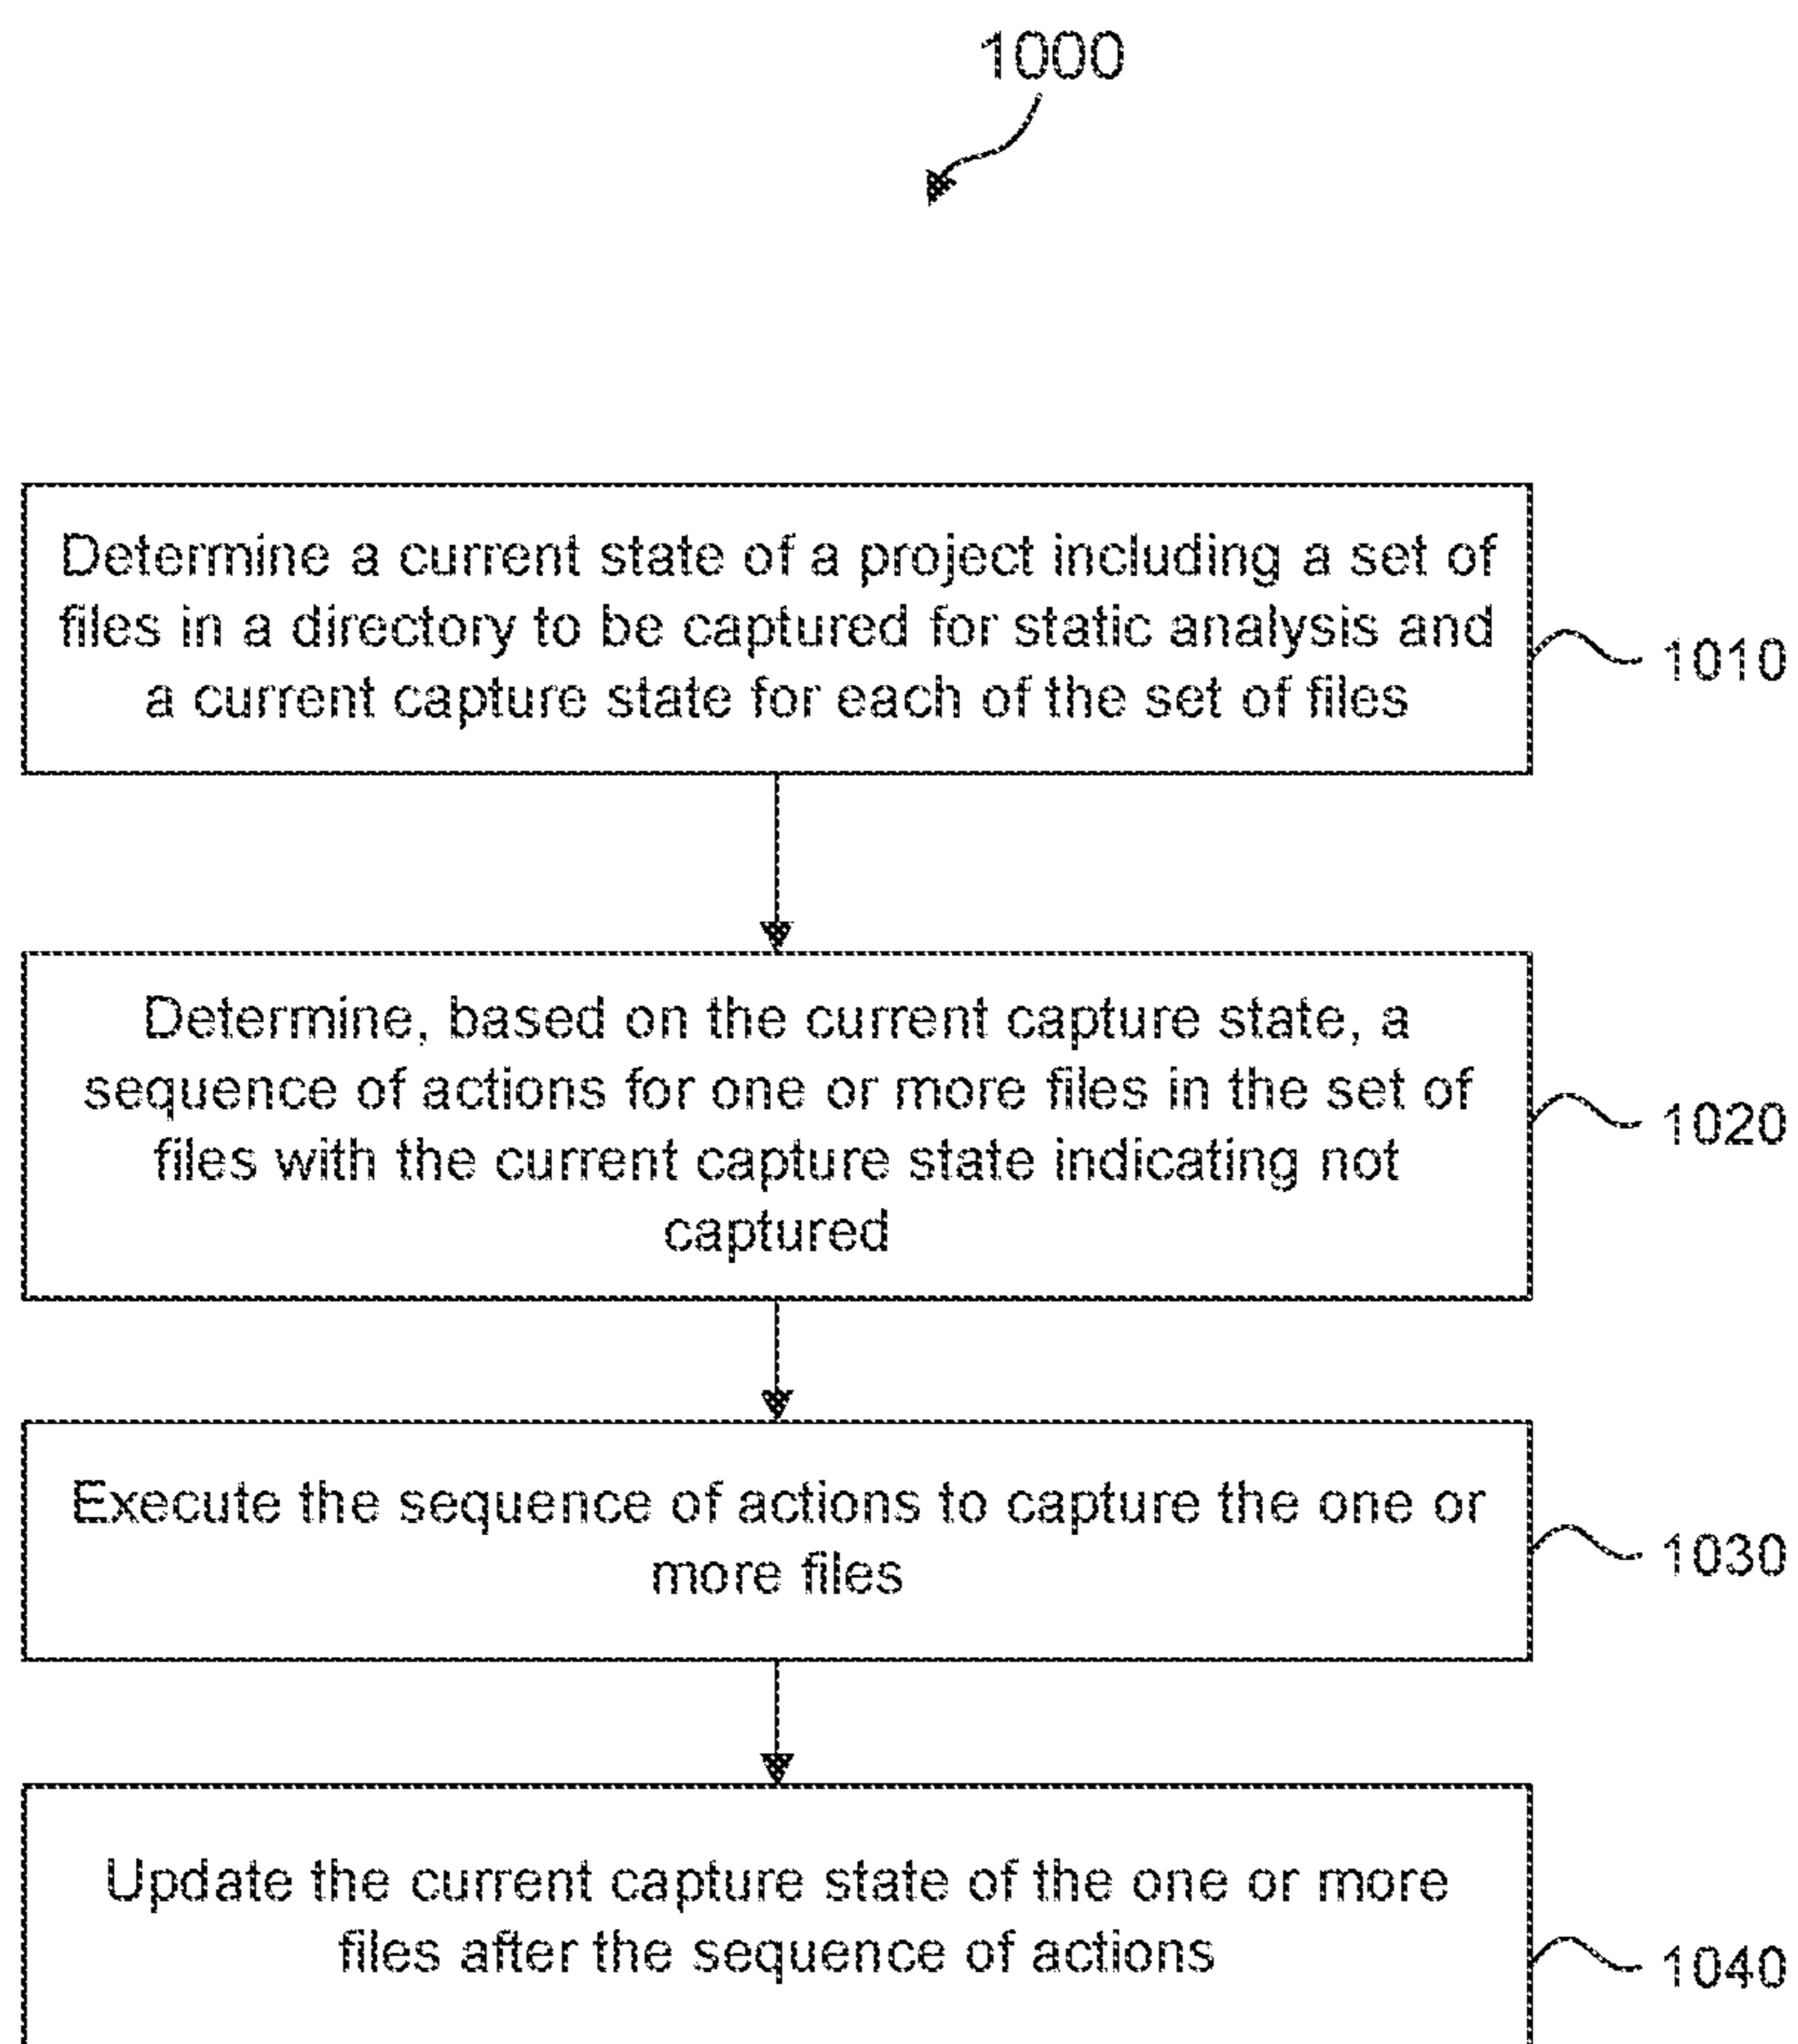 1000
Determine a current state of a project including a set of
files in a directory to be captured for static analysis and
a current capture state for each of the set of files
1010
Determine, based on the current capture state, a
sequence of actions for one or more files in the set of
files with the current capture state indicating not
captured
1020
Execute the sequence of actions to capture the one or
more files
1030
Update the current capture state of the one or more
files after the sequence of actions
1040